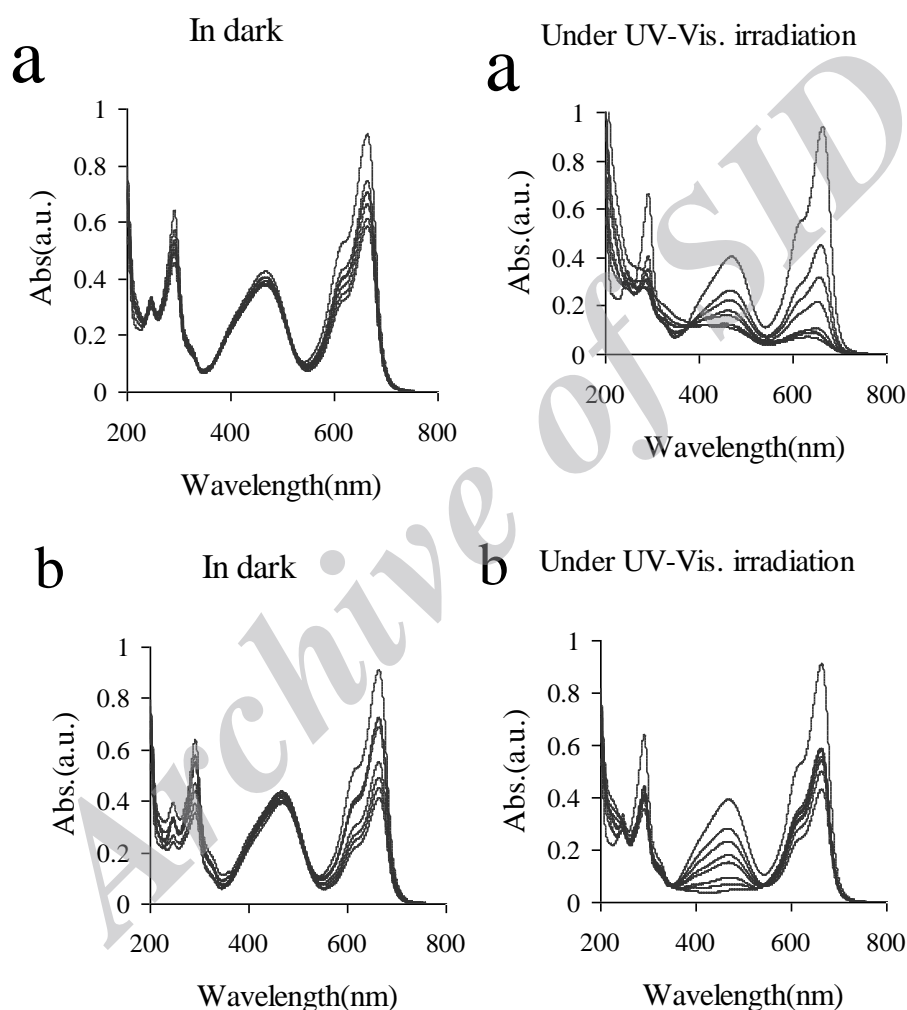 In dark
Under UV-Vis. irradiation
a
a
1
0.8
0.6
0.4
0.2
0
Abs(a.u.)
200 400 600 800
Wavelength(nm)
1
0.8
0.6
0.4
0.2
0
Abs.(a.u.)
200 400 600 800
Wavelength(nm)
b
In dark
b
Under UV-Vis. irradiation
1
0.8
0.6
0.4
0.2
0
Abs.(a.u.)
200 400 600 800
Wavelength(nm)
1
0.8
0.6
0.4
0.2
0
Abs.(a.u.)
200 400 600 800
Wavelength(nm)
Archive of SID